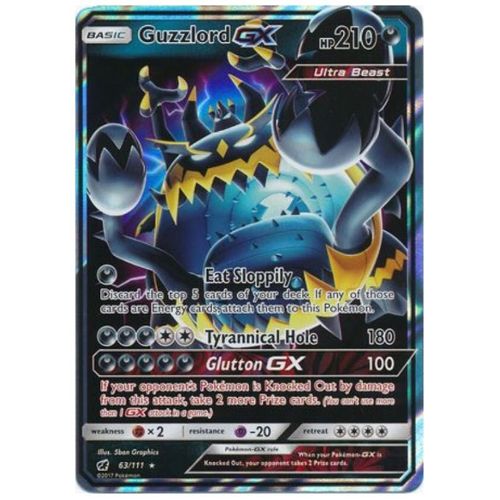 BASIC Guzzlord GX HP210
Ultra Beast
Eat Sloppily
Discard the top 5 cards of your deck. If any of those
cards are Energy cards, attach them to this Pokémon.
Tyrannical Hole 180
Glutton GX 100
If your opponent's Pokémon is Knocked Out by damage
from this attack, take 2 more Prize cards. (You can't use more
than 1 GX attack in a game.)
weakness × 2 resistance -20 retreat
Illus. 5ban Graphics Pokémon-GX rule When your Pokémon-GX is
63/111 ★ Knocked Out, your opponent takes 2 Prize cards.
©2017 Pokémon